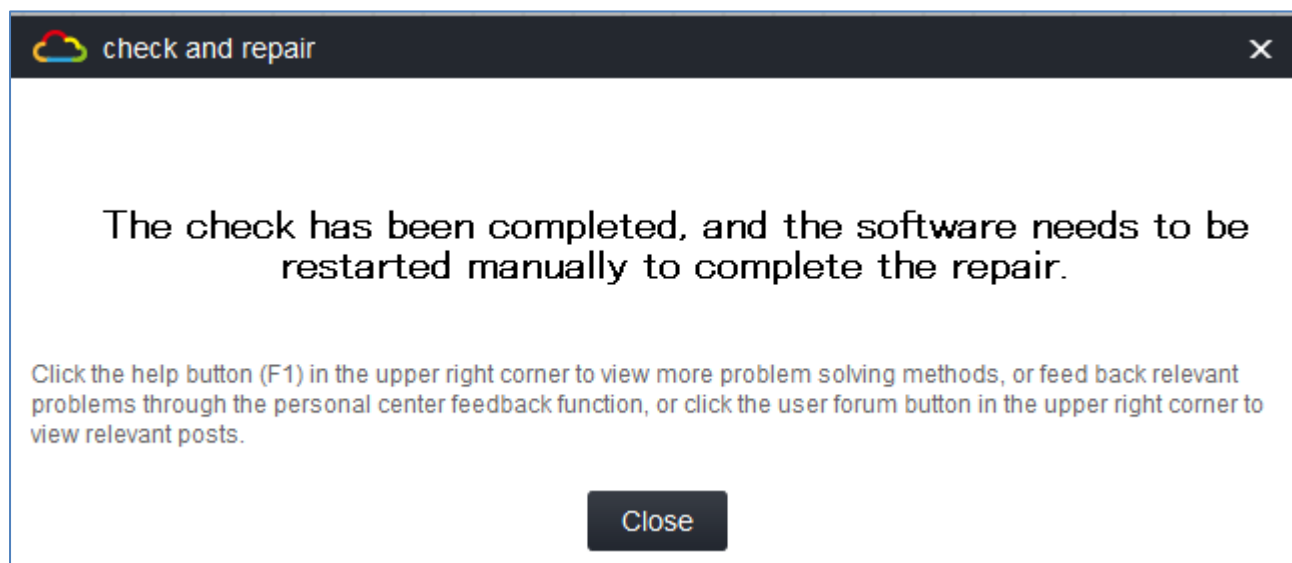 check and repair
The check has been completed, and the software needs to be
restarted manually to complete the repair.
Click the help button (F1) in the upper right corner to view more problem solving methods, or feed back relevant
problems through the personal center feedback function, or click the user forum button in the upper right corner to
view relevant posts.
Close